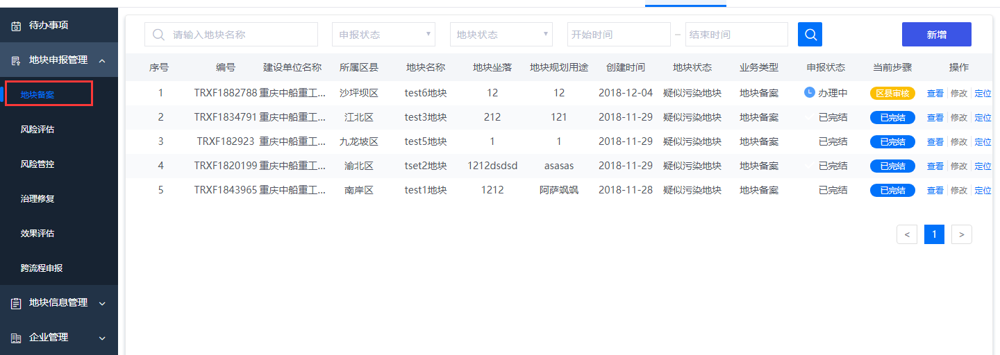 待办事项
地块申报管理
地块备案
风险评估
风险管控
治理修复
效果评估
跨流程申报
地块信息管理
企业管理
请输入地块名称 申报状态 地块状态 开始时间 – 结束时间 新增
序号 编号 建设单位名称 所属区县 地块名称 地块坐落 地块规划用途 创建时间 地块状态 业务类型 申报状态 当前步骤 操作
1 TRXF1882788 重庆中船重工... 沙坪坝区 test6地块 12 12 2018-12-04 疑似污染地块 地块备案 办理中 区县审核 查看 修改 定位
2 TRXF1834791 重庆中船重工... 江北区 test3地块 212 121 2018-11-29 疑似污染地块 地块备案 已完结 已完结 查看 修改 定位
3 TRXF182923 重庆中船重工... 九龙坡区 test5地块 1 1 2018-11-29 疑似污染地块 地块备案 已完结 已完结 查看 修改 定位
4 TRXF1820199 重庆中船重工... 渝北区 tset2地块 1212dsdsd asasas 2018-11-29 疑似污染地块 地块备案 已完结 已完结 查看 修改 定位
5 TRXF1843965 重庆中船重工... 南岸区 test1地块 1212 阿萨飒飒 2018-11-28 疑似污染地块 地块备案 已完结 已完结 查看 修改 定位
< 1 >